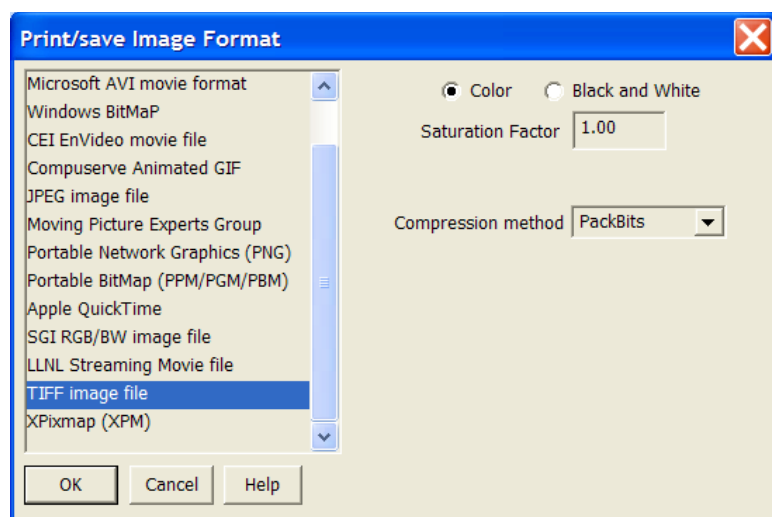 Print/save Image Format
Microsoft AVI movie format
Windows BitMaP
CEI EnVideo movie file
Compuserve Animated GIF
JPEG image file
Moving Picture Experts Group
Portable Network Graphics (PNG)
Portable BitMap (PPM/PGM/PBM)
Apple QuickTime
SGI RGB/BW image file
LLNL Streaming Movie file
TIFF image file
XPixmap (XPM)
Color Black and White
Saturation Factor 1.00
Compression method PackBits
OK Cancel Help